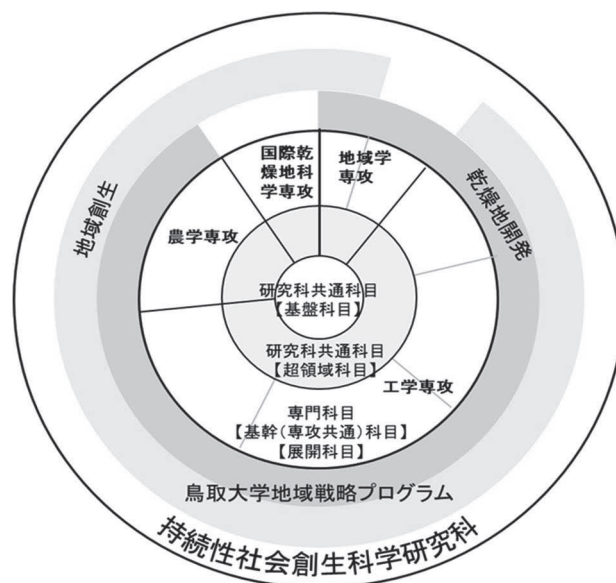 国際乾
燥地科
学専攻
地域学
専攻
地域創生
農学専攻
乾燥地開発
研究科共通科目
【基盤科目】
研究科共通科目
【超領域科目】
工学専攻
専門科目
【基幹(専攻共通)科目】
【展開科目】
鳥取大学地域戦略プログラム
持続性社会創生科学研究科